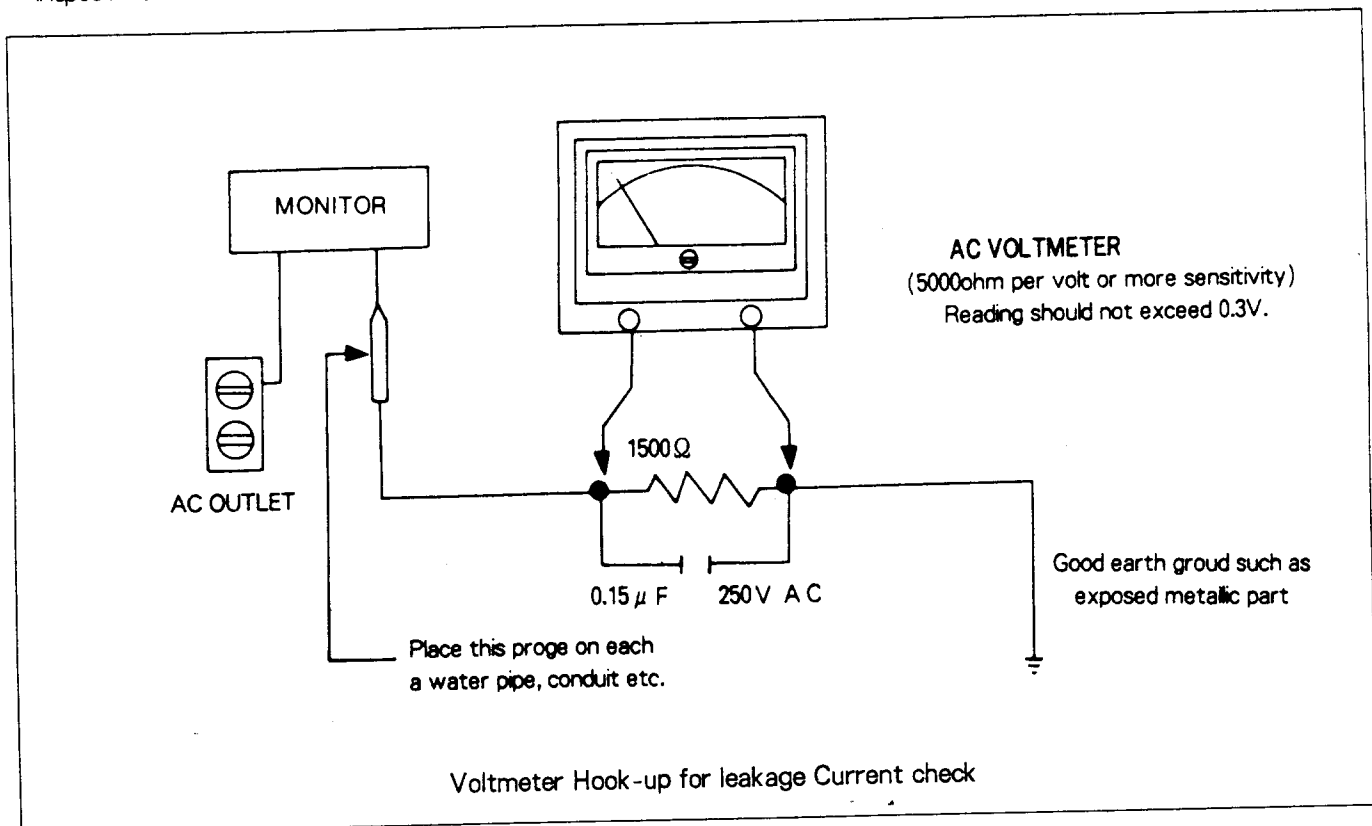 MONITOR
AC VOLTMETER
(5000ohm per volt or more sensitivity)
Reading should not exceed 0.3V.
1500Ω
AC OUTLET
0.15μF 250V AC
Good earth groud such as
exposed metallic part
Place this proge on each
a water pipe, conduit etc.
Voltmeter Hook-up for leakage Current check